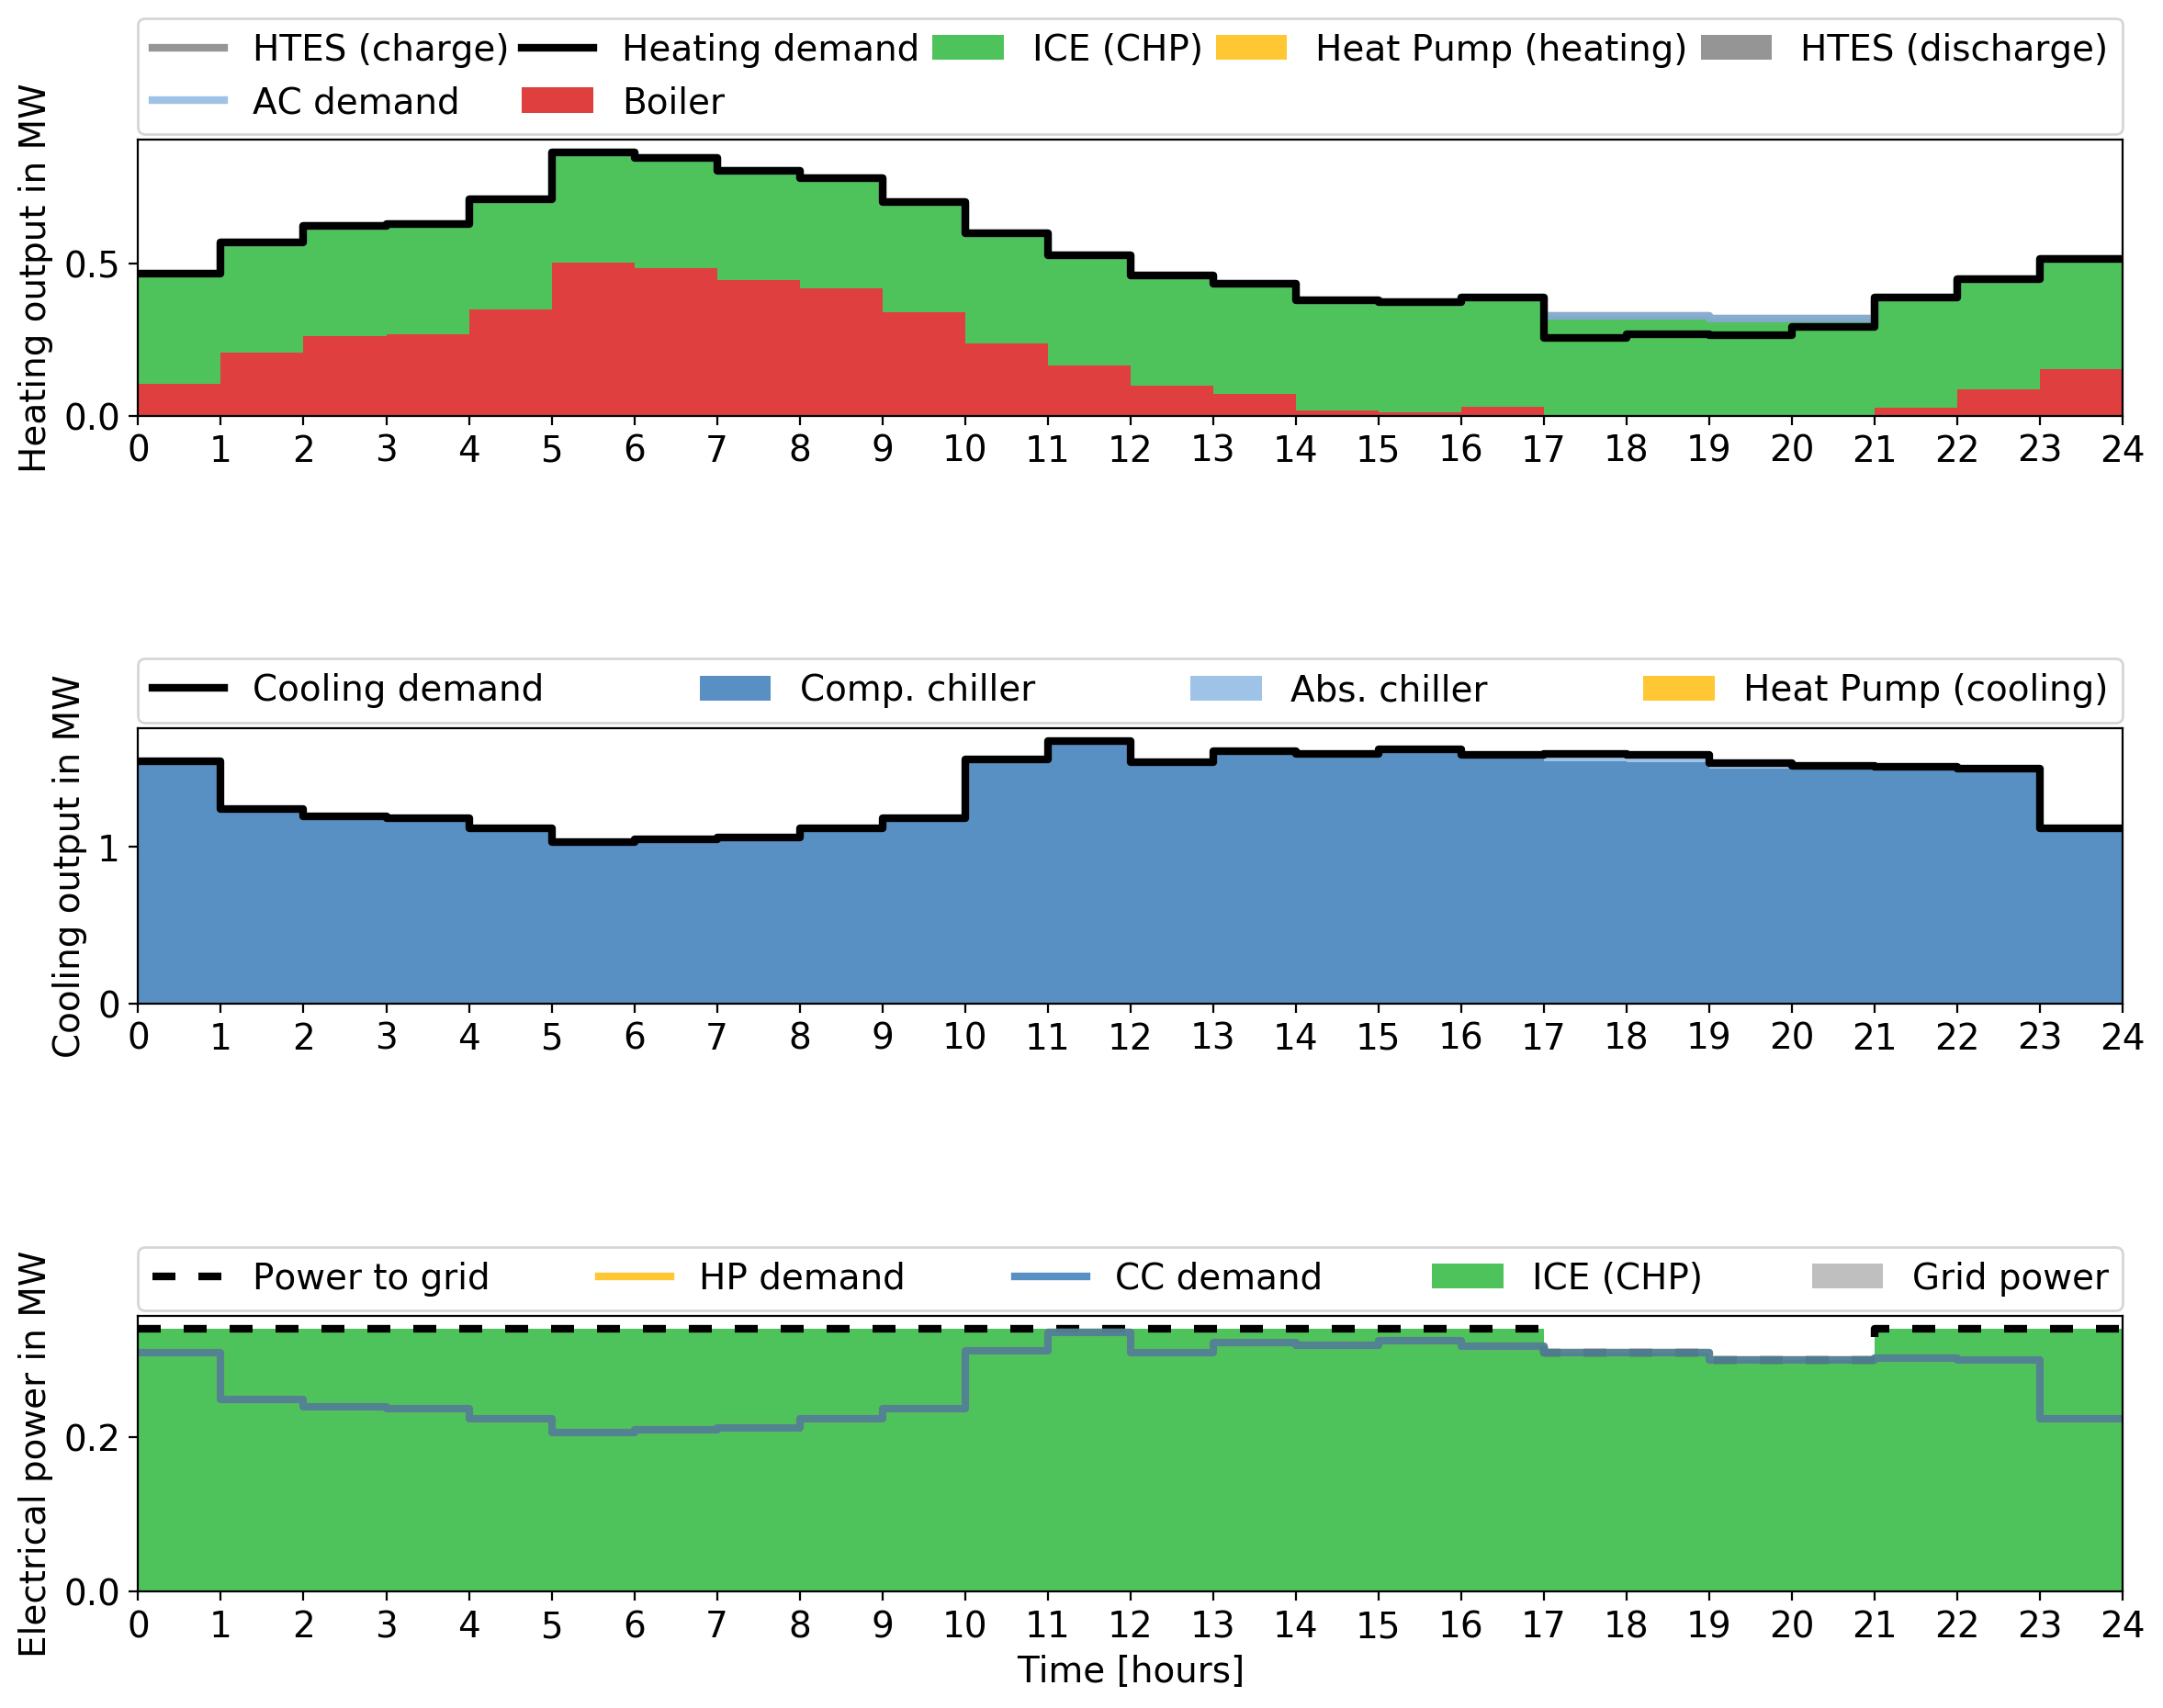 HTES (charge) Heating demand ICE (CHP) Heat Pump (heating) HTES (discharge)
AC demand Boiler
Heating output in MW
0.5
0.0
0 1 2 3 4 5 6 7 8 9 10 11 12 13 14 15 16 17 18 19 20 21 22 23 24
Cooling demand Comp. chiller Abs. chiller Heat Pump (cooling)
Cooling output in MW
1
0
0 1 2 3 4 5 6 7 8 9 10 11 12 13 14 15 16 17 18 19 20 21 22 23 24
Power to grid HP demand CC demand ICE (CHP) Grid power
Electrical power in MW
0.2
0.0
0 1 2 3 4 5 6 7 8 9 10 11 12 13 14 15 16 17 18 19 20 21 22 23 24
Time [hours]